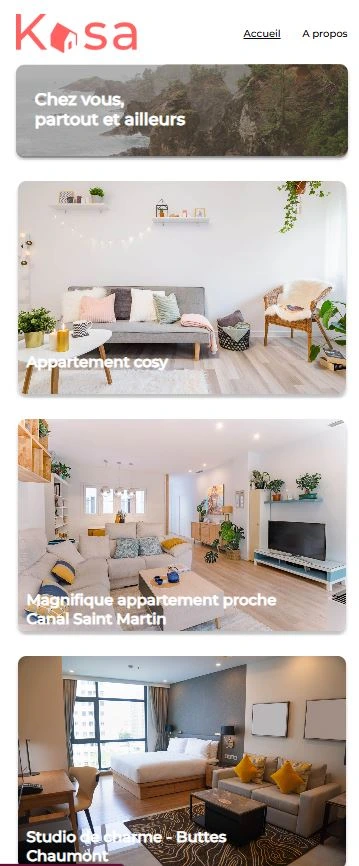 Kasa
Accueil A propos
Chez vous,
partout et ailleurs
Appartement cosy
Magnifique appartement proche
Canal Saint Martin
Studio de charme - Buttes
Chaumont